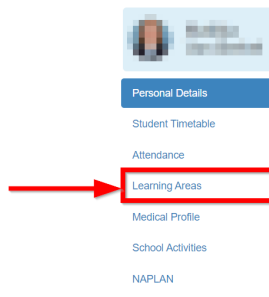 Personal Details
Student Timetable
Attendance
Learning Areas
Medical Profile
School Activities
NAPLAN